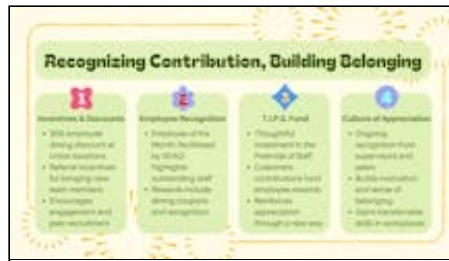 Recognizing Contribution, Building Belonging
1
Incentives & Discounts
employee
dining discount at
Unite locations
Referral incentives
for bringing new
team members
Encourages
engagement and
peer recruitment
2
Employee Recognition
Employee of the
Month, facilitated
by
highlights
outstanding staff
Rewards include
dining coupons
and recognition
3
T.I.P.S. Fund
Thoughtful
Investment in the
Potential of Staff
Customers
contributions fund
employee rewards
Reinforces
appreciation
through a new way
4
Culture of Appreciation
Ongoing
recognition from
supervisors and
peers
Builds motivation
and sense of
belonging
Gains transferable
skills in workplaces